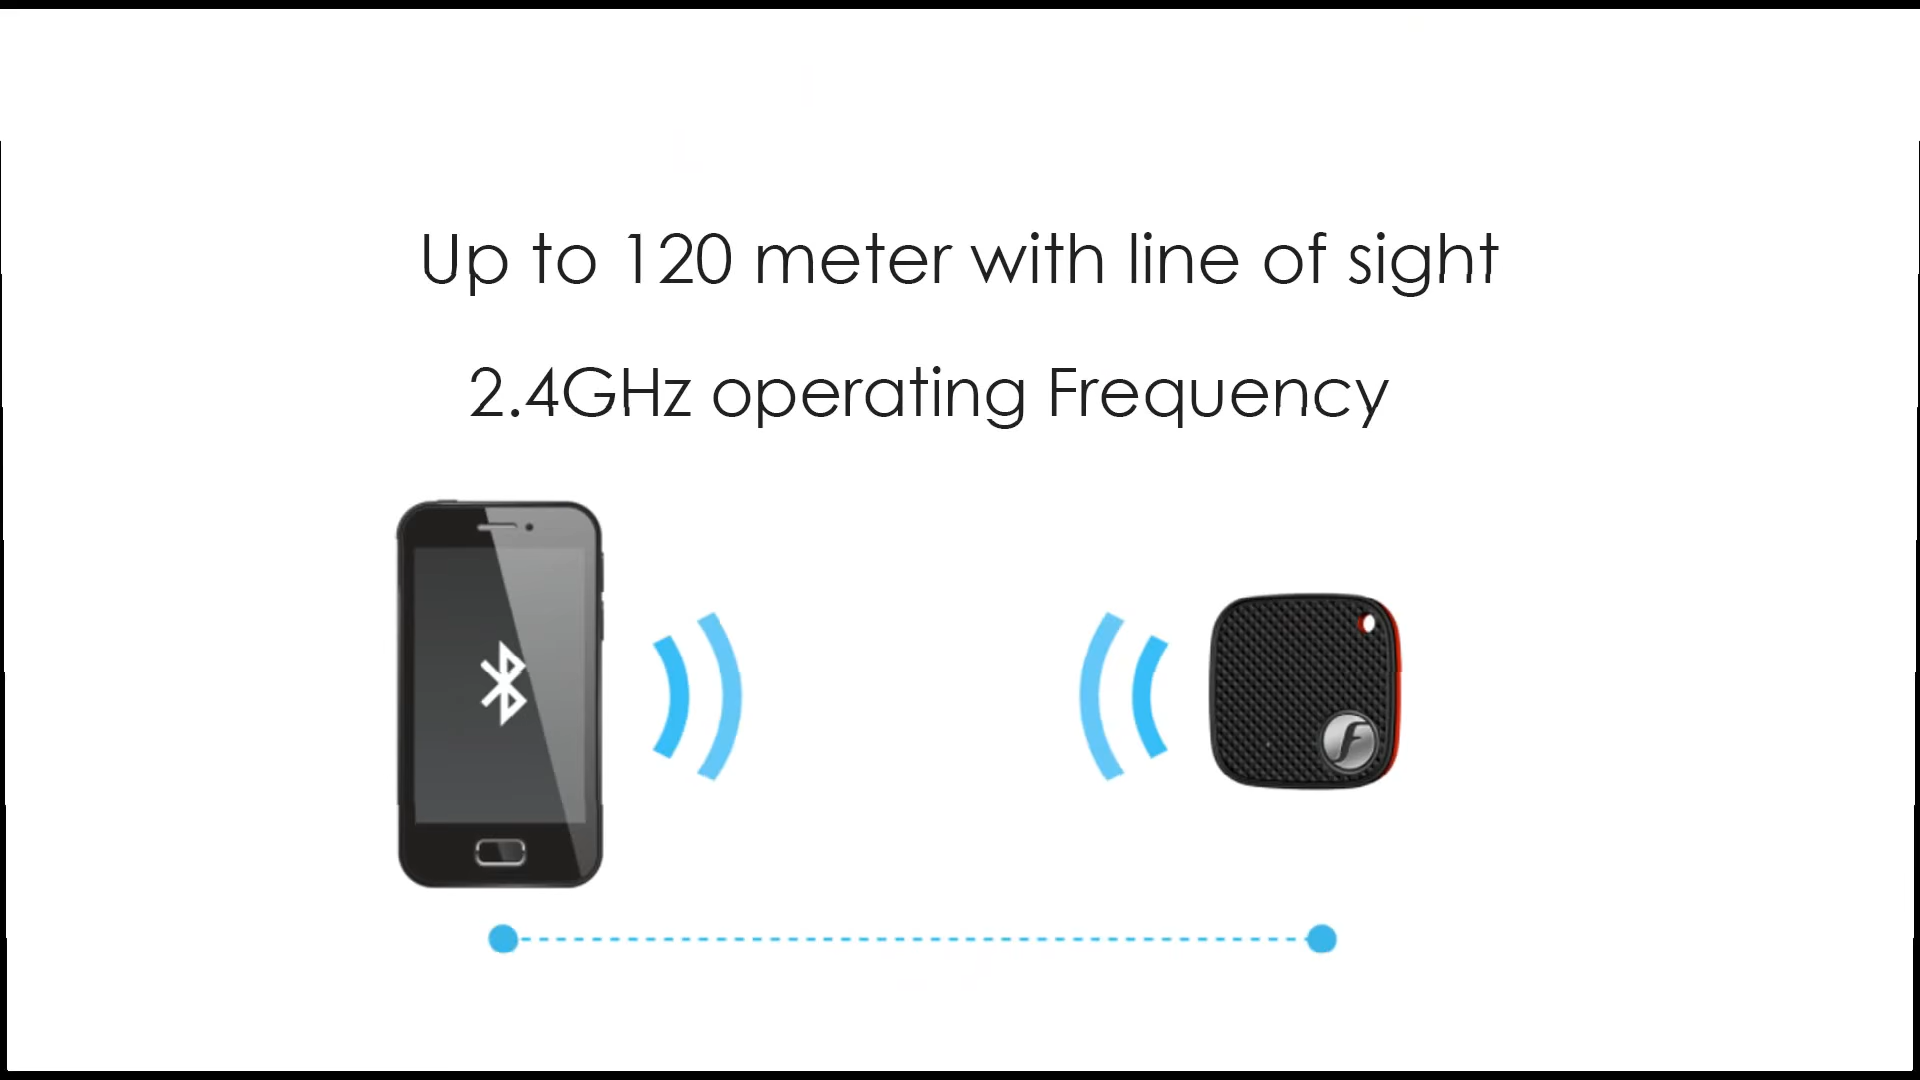 Up to 120 meter with line of sight
2.4GHz operating Frequency
f